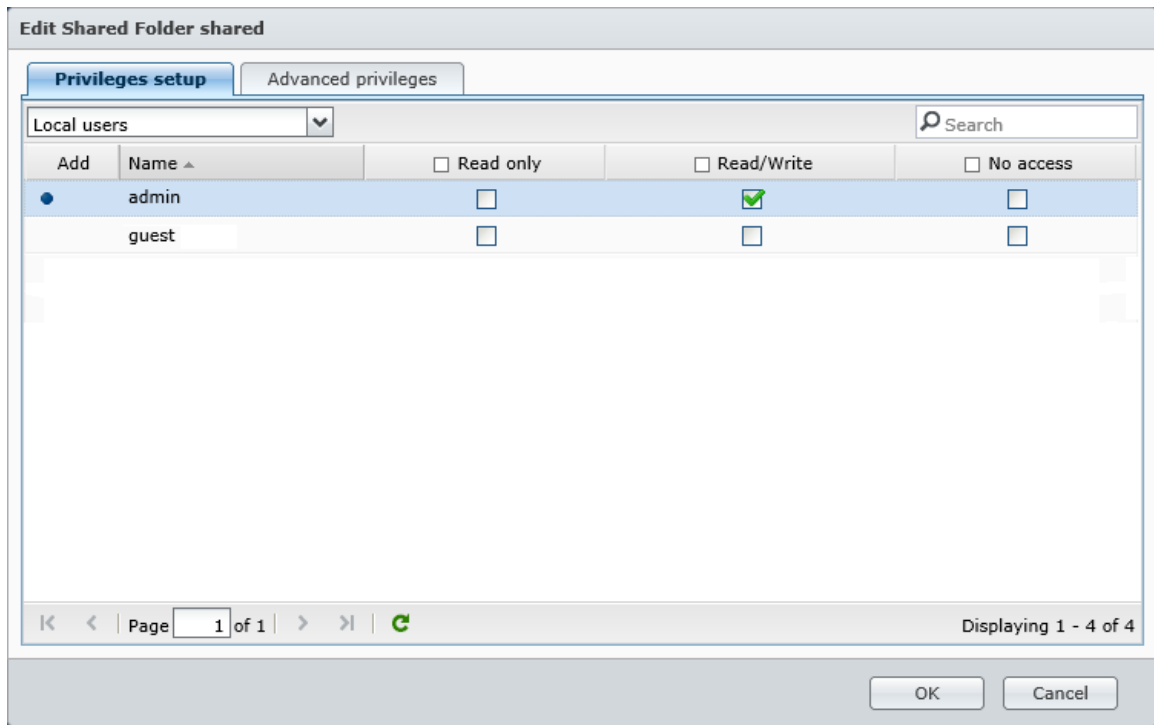 Edit Shared Folder shared
Privileges setup Advanced privileges
Local users Search
Add Name Read only Read/Write No access
admin
guest
Page 1 of 1 Displaying 1 - 4 of 4
OK Cancel